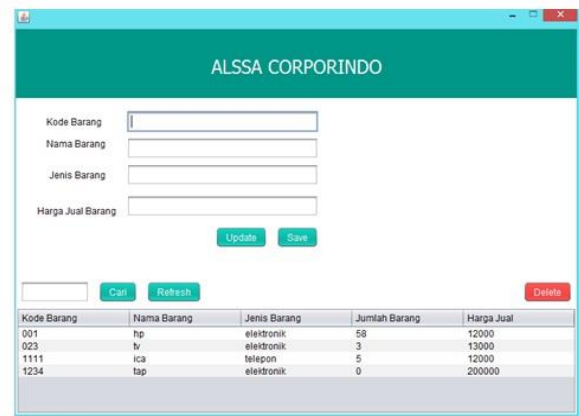 ALSSA CORPORINDO
Kode Barang
Nama Barang
Jenis Barang
Harga Jual Barang
Update Save
Cari Refresh Delete
Kode Barang Nama Barang Jenis Barang Jumlah Barang Harga Jual
001 hp elektronik 58 12000
023 tv elektronik 3 13000
1111 ica telepon 5 12000
1234 tap elektronik 0 200000